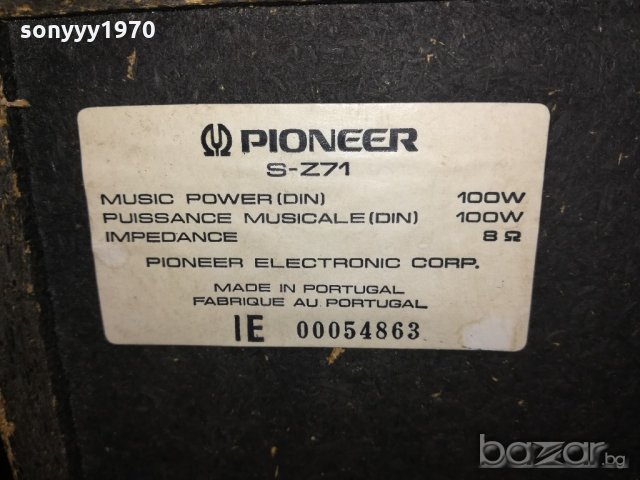 sonyyy1970
PIONEER
S-Z71
MUSIC POWER (DIN) 100W
PUISSANCE MUSICALE (DIN) 100W
IMPEDANCE 8 Ω
PIONEER ELECTRONIC CORP.
MADE IN PORTUGAL
FABRIQUE AU PORTUGAL
IE 00054863
bazar.bg